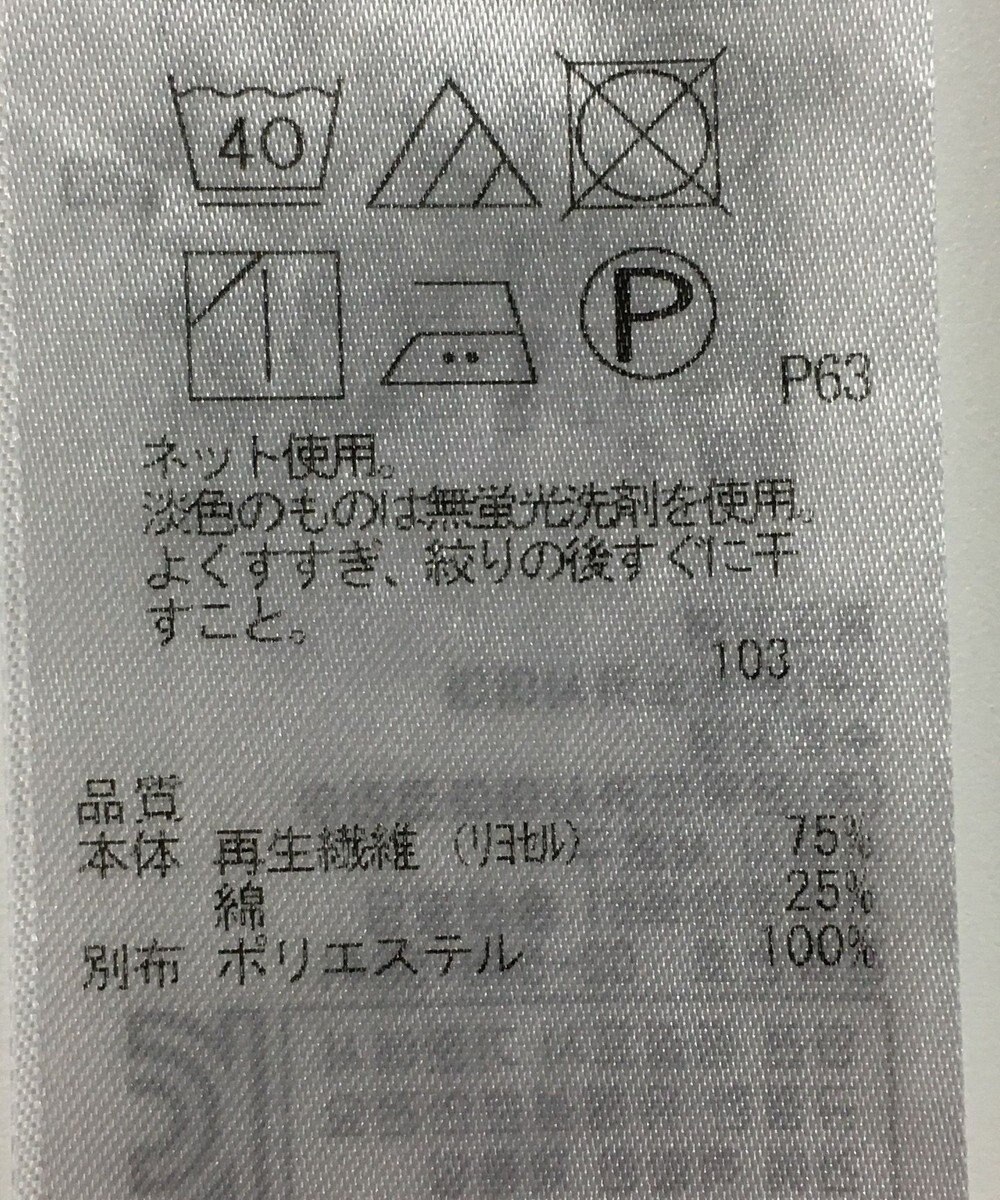 40
P
P63
ネット使用。
淡色のものは無蛍光洗剤を使用。
よくすすぎ、絞りの後すぐに干
すこと。
103
品質
本体 再生繊維 (リヨセル) 75%
綿 25%
別布 ポリエステル 100%